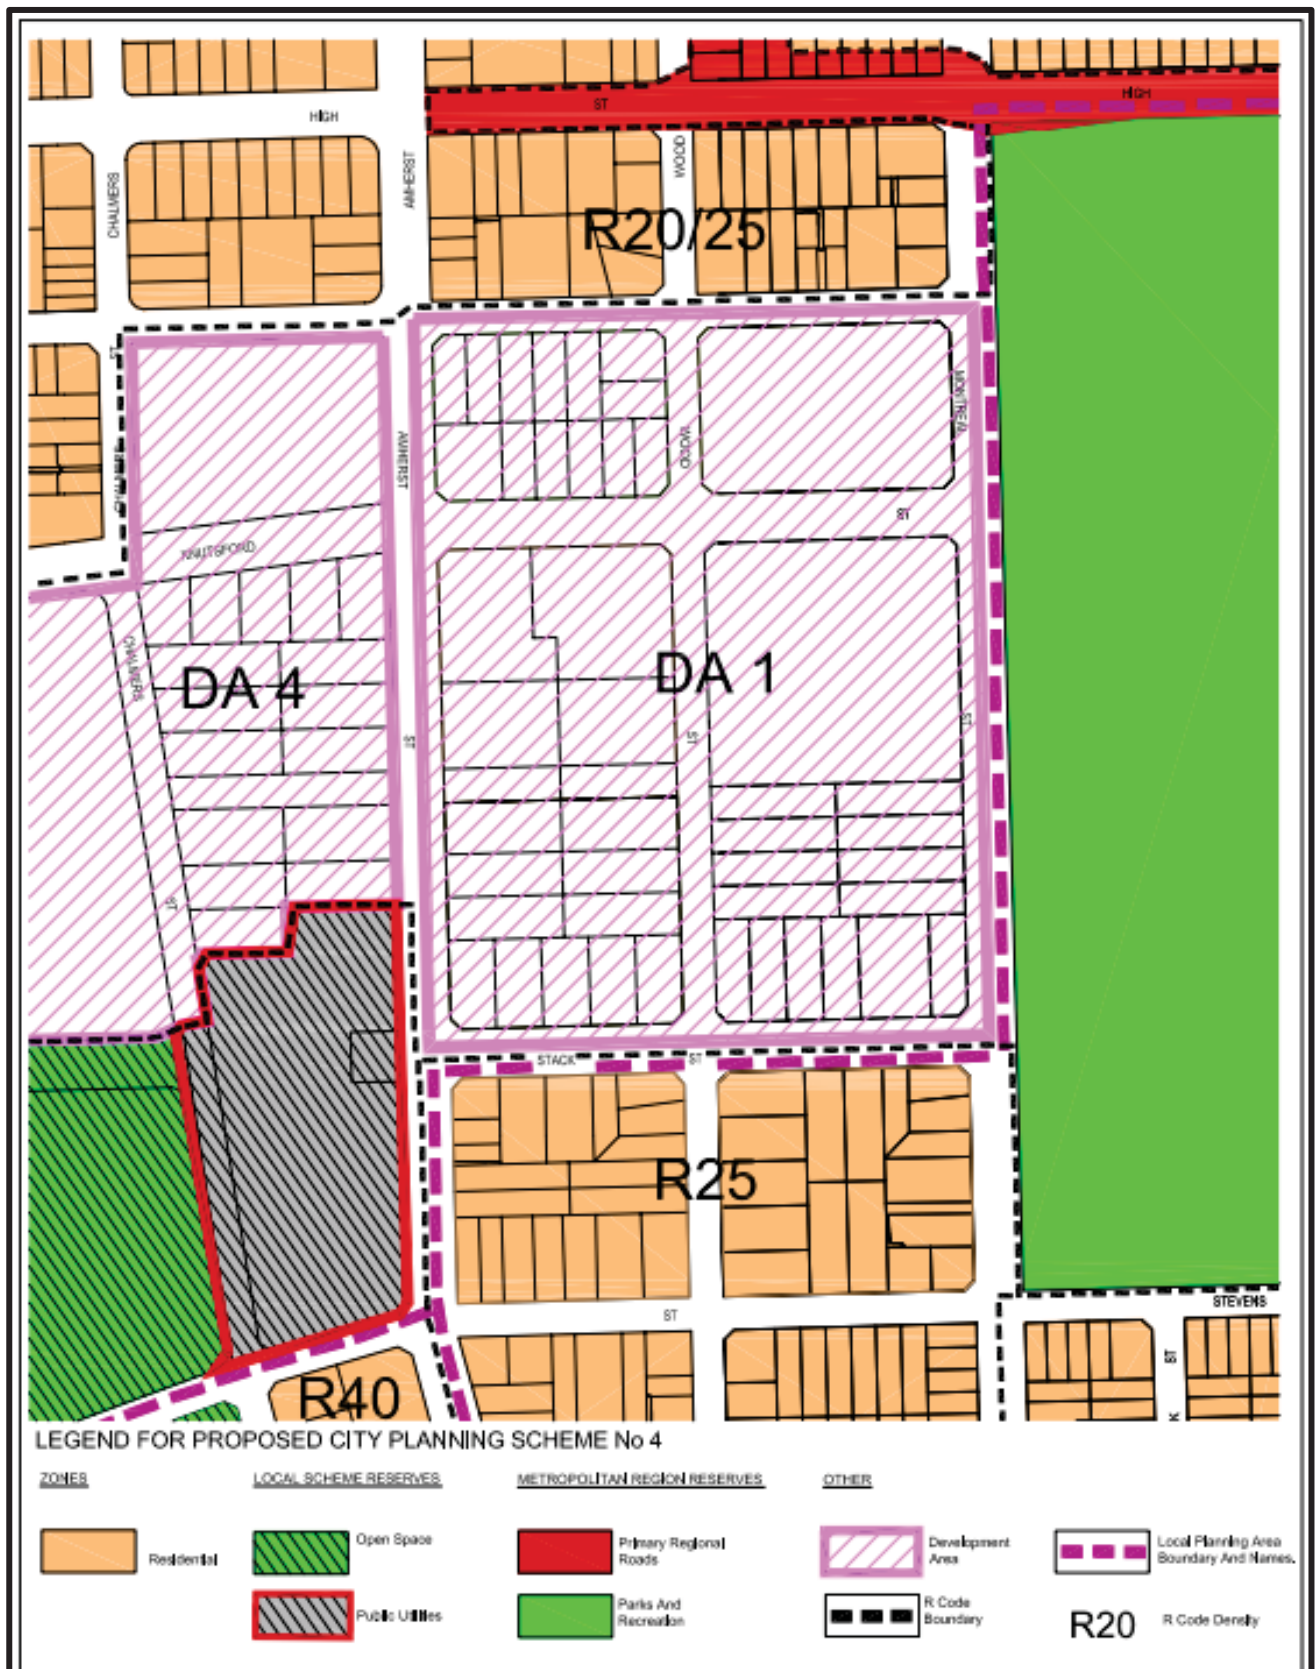 ST
HIGH
HIGH
CHALMERS
AMHERST
WOOD
R20/25
ST
CHALMERS
AMHERST
WOOD
ST
KNUTSFORD
CHALMERS
DA 4
DA 1
ST
ST
ST
ST
STACK
ST
R25
ST
STEVENS
ST
K
R40
LEGEND FOR PROPOSED CITY PLANNING SCHEME No 4
ZONES
LOCAL SCHEME RESERVES
METROPOLITAN REGION RESERVES
OTHER
Residential
Open Space
Public Utilities
Primary Regional
Roads
Parks And
Recreation
Development
Area
R Code
Boundary
Local Planning Area
Boundary And Names.
R20
R Code Density